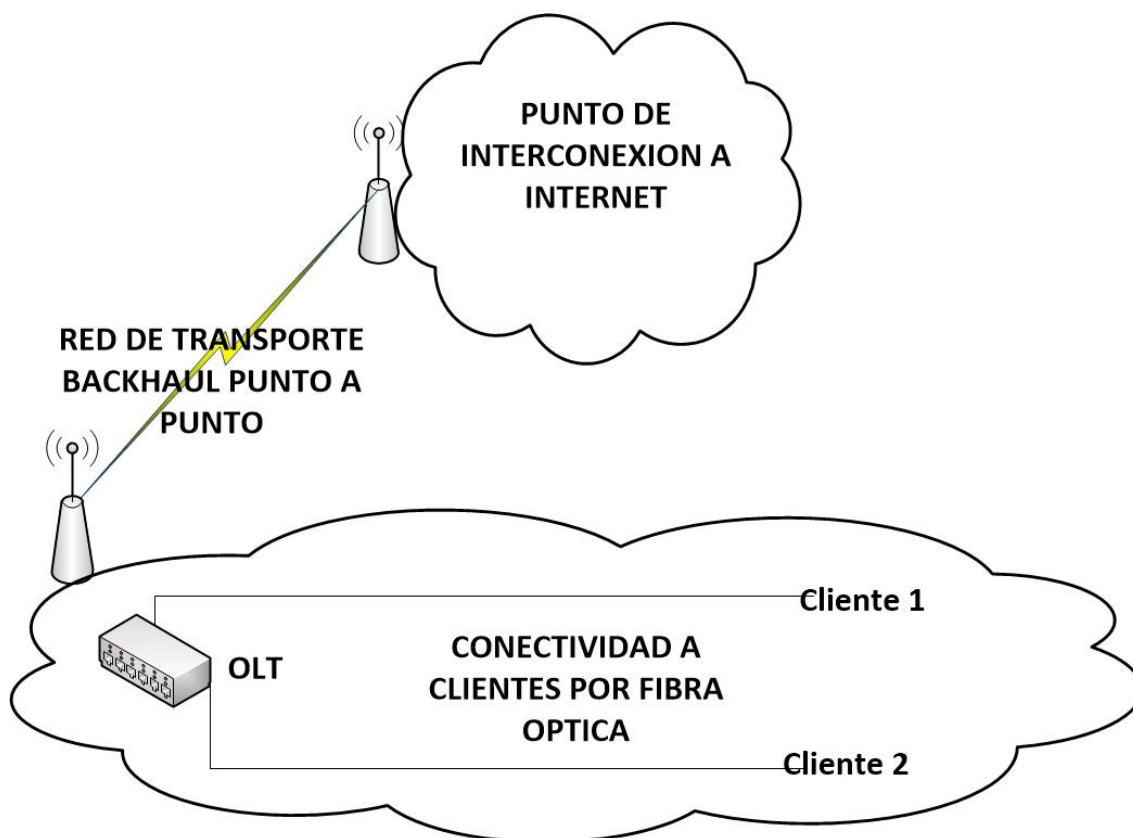 PUNTO DE
INTERCONEXION A
INTERNET
RED DE TRANSPORTE
BACKHAUL PUNTO A
PUNTO
Cliente 1
OLT
CONECTIVIDAD A
CLIENTES POR FIBRA
OPTICA
Cliente 2